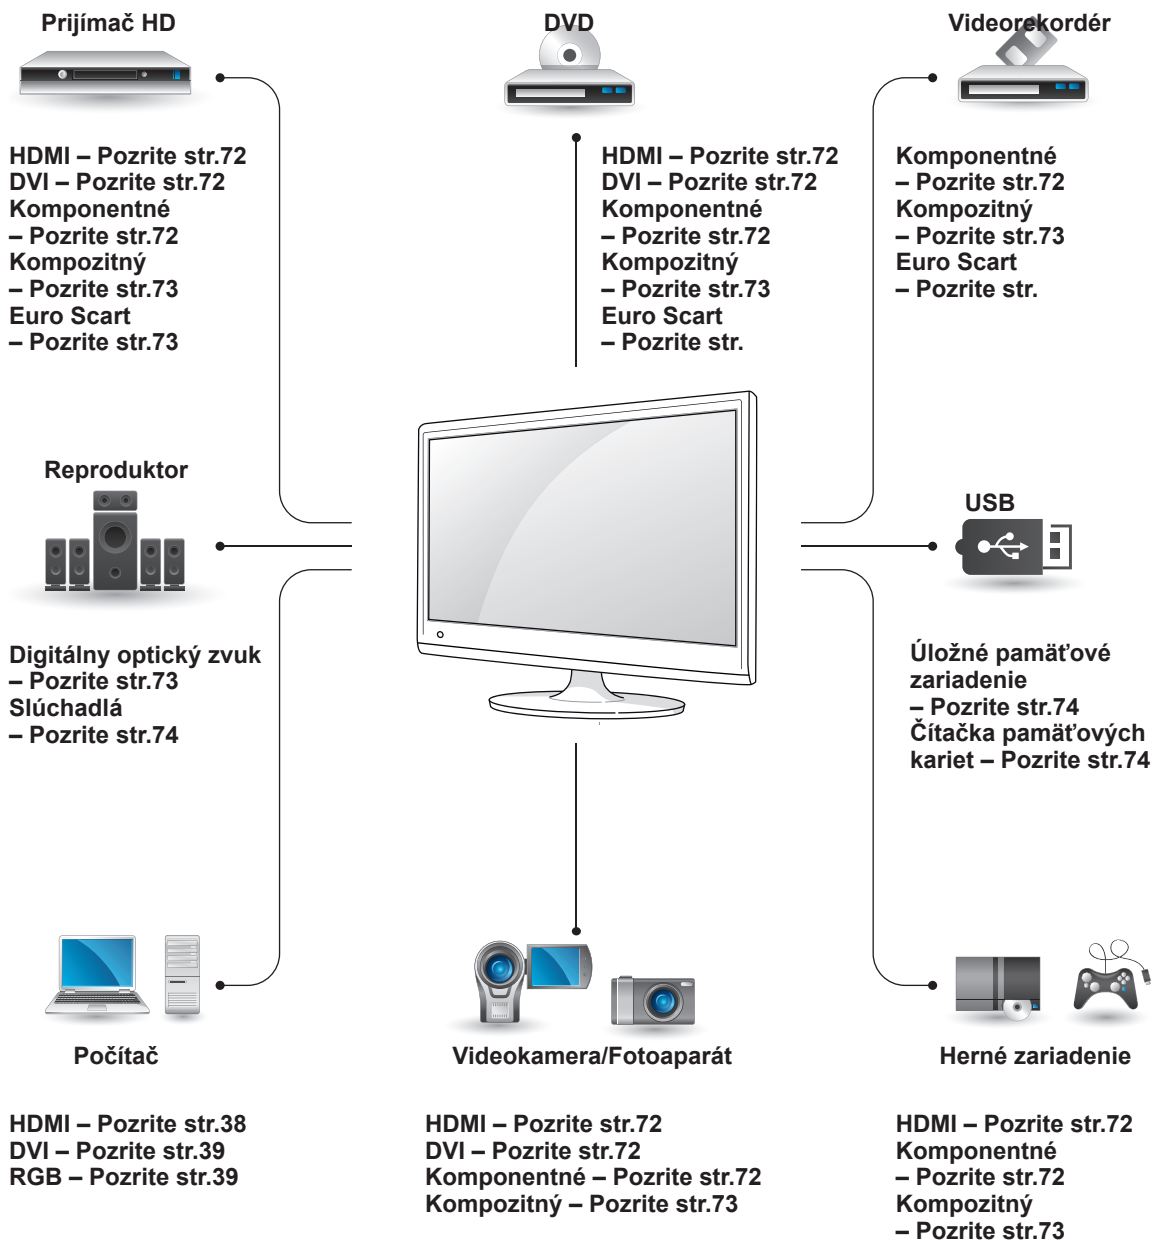 Prijímač HD
HDMI – Pozrite str.72
DVI – Pozrite str.72
Komponentné
– Pozrite str.72
Kompozitný
– Pozrite str.73
Euro Scart
– Pozrite str.73
DVD
HDMI – Pozrite str.72
DVI – Pozrite str.72
Komponentné
– Pozrite str.72
Kompozitný
– Pozrite str.73
Euro Scart
– Pozrite str.
Videorekordér
Komponentné
– Pozrite str.72
Kompozitný
– Pozrite str.73
Euro Scart
– Pozrite str.
Reproduktor
Digitálny optický zvuk
– Pozrite str.73
Slúchadlá
– Pozrite str.74
USB
Úložné pamäťové
zariadenie
– Pozrite str.74
Čítačka pamäťových
kariet – Pozrite str.74
Počítač
HDMI – Pozrite str.38
DVI – Pozrite str.39
RGB – Pozrite str.39
Videokamera/Fotoaparát
HDMI – Pozrite str.72
DVI – Pozrite str.72
Komponentné – Pozrite str.72
Kompozitný – Pozrite str.73
Herné zariadenie
HDMI – Pozrite str.72
Komponentné
– Pozrite str.72
Kompozitný
– Pozrite str.73